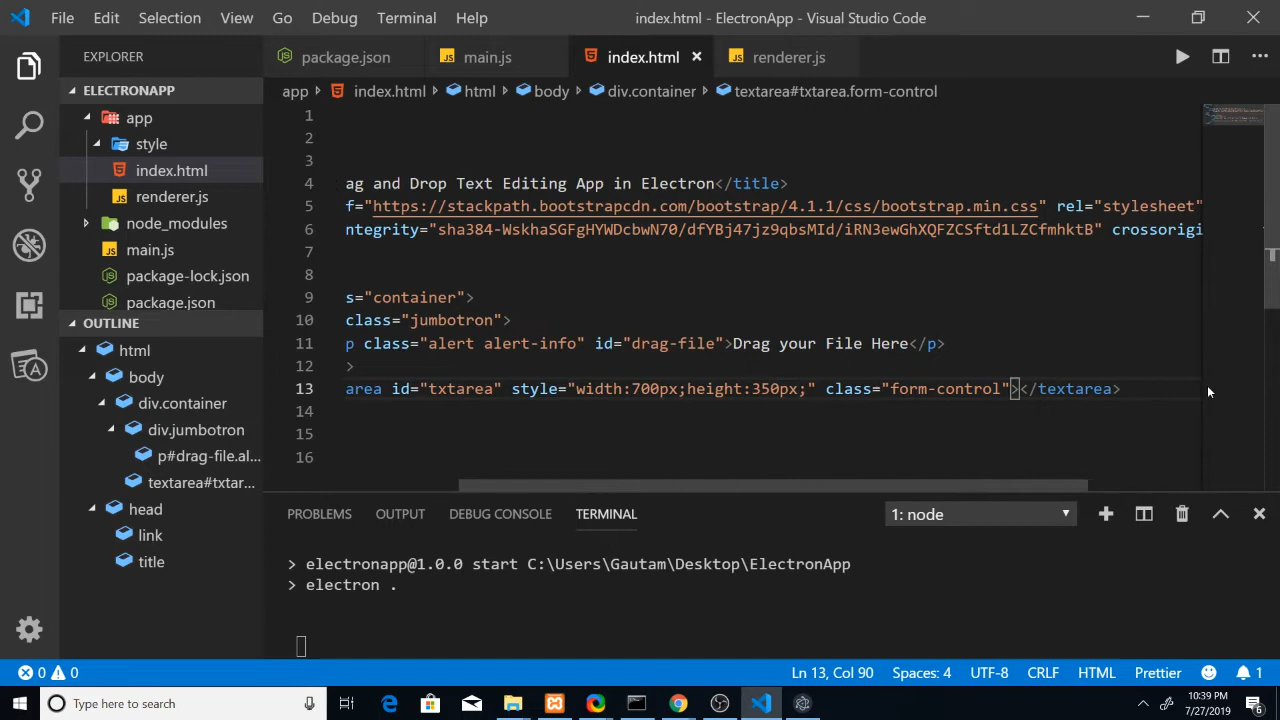 File Edit Selection View Go Debug Terminal Help index.html - ElectronApp - Visual Studio Code
EXPLORER
package.json main.js index.html renderer.js
ELECTRONAPP
app
style
index.html
renderer.js
node_modules
main.js
package-lock.json
package.json
OUTLINE
html
body
div.container
div.jumbotron
p#drag-file.al...
textarea#txtar...
head
link
title
app index.html html body div.container textarea#txtarea.form-control
1
2
3
4 ag and Drop Text Editing App in Electron</title>
5 f="https://stackpath.bootstrapcdn.com/bootstrap/4.1.1/css/bootstrap.min.css" rel="stylesheet"
6 ntegrity="sha384-WskhaSGFgHYWDcbwN70/dfYBj47jz9qbsMId/iRN3ewGhXQFZCSftd1LZCfmhktB" crossorigi
7
8
9 s="container">
10 class="jumbotron">
11 p class="alert alert-info" id="drag-file">Drag your File Here</p>
12 >
13 area id="txtarea" style="width:700px;height:350px;" class="form-control"></textarea>
14
15
16
PROBLEMS OUTPUT DEBUG CONSOLE TERMINAL 1: node
> electronapp@1.0.0 start C:\Users\Gautam\Desktop\ElectronApp
> electron .
0 0 Ln 13, Col 90 Spaces: 4 UTF-8 CRLF HTML Prettier 1
Type here to search
10:39 PM
7/27/2019
6